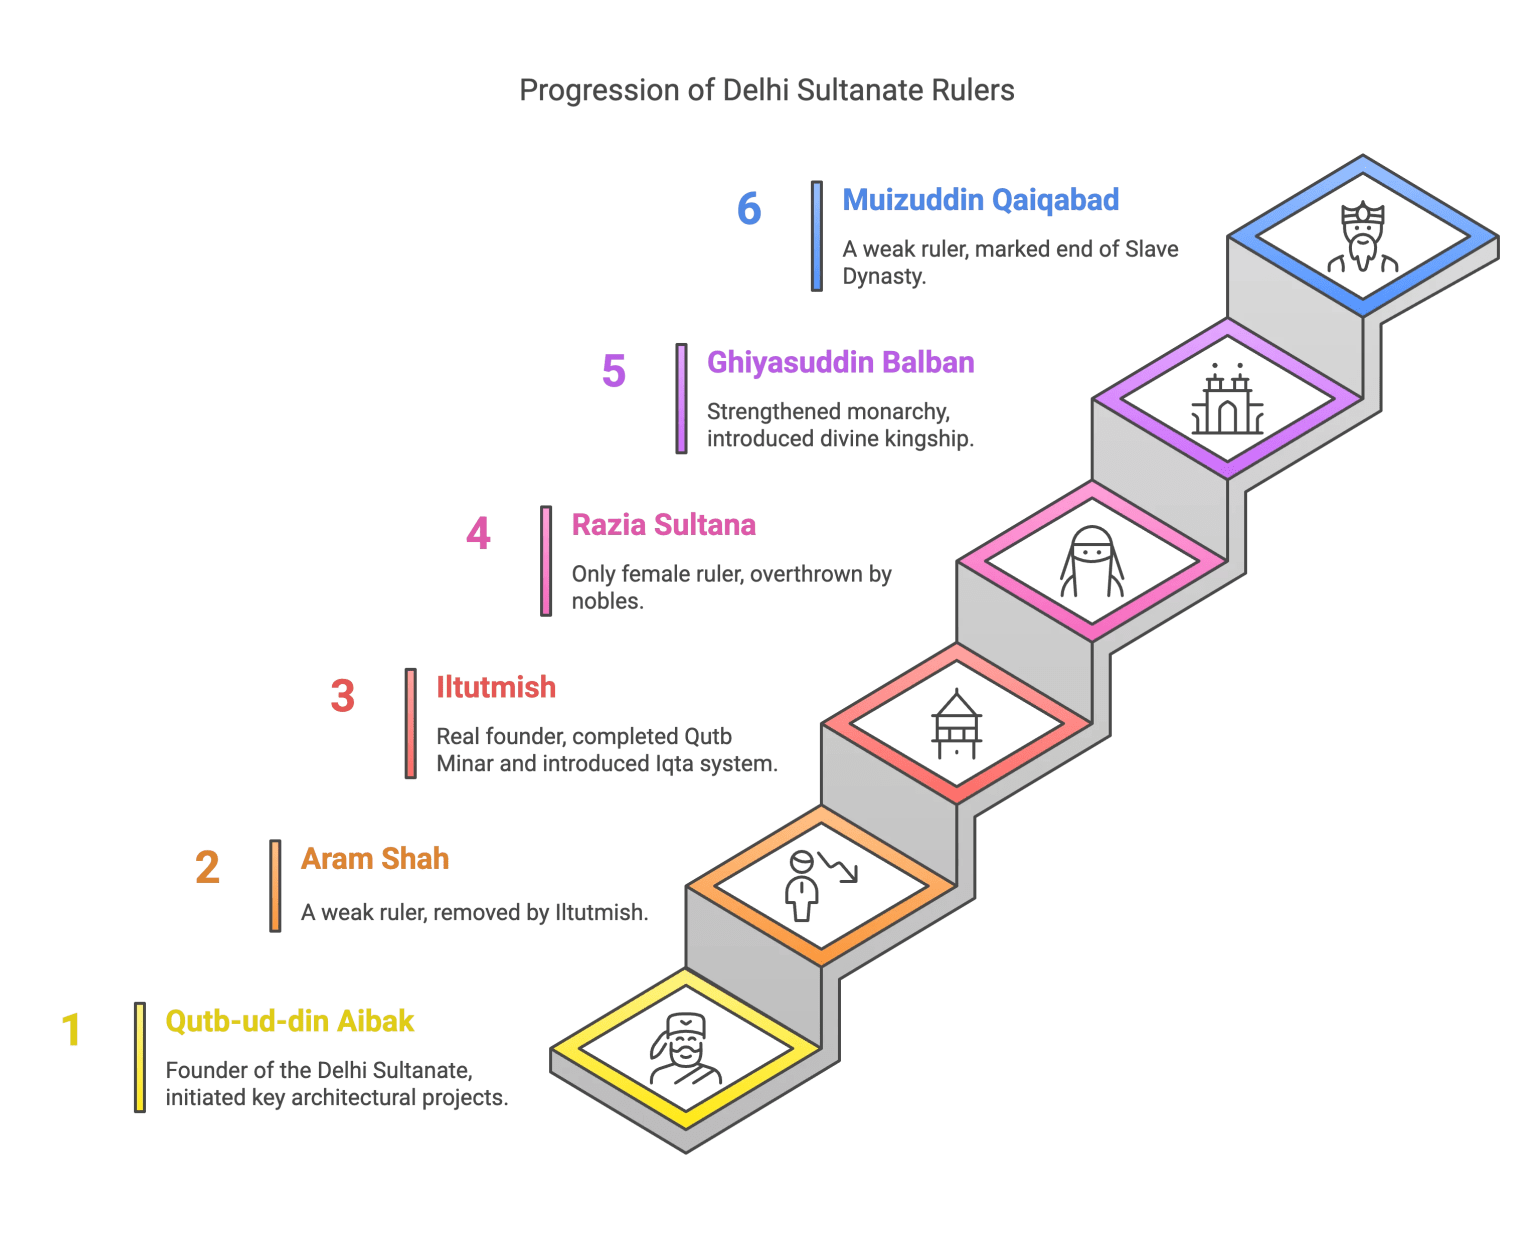 Progression of Delhi Sultanate Rulers
6
Muizuddin Qaiqabad
A weak ruler, marked end of Slave
Dynasty.
5
Ghiyasuddin Balban
Strengthened monarchy,
introduced divine kingship.
4
Razia Sultana
Only female ruler, overthrown by
nobles.
3
Iltutmish
Real founder, completed Qutb
Minar and introduced Iqta system.
2
Aram Shah
A weak ruler, removed by Iltutmish.
1
Qutb-ud-din Aibak
Founder of the Delhi Sultanate,
initiated key architectural projects.